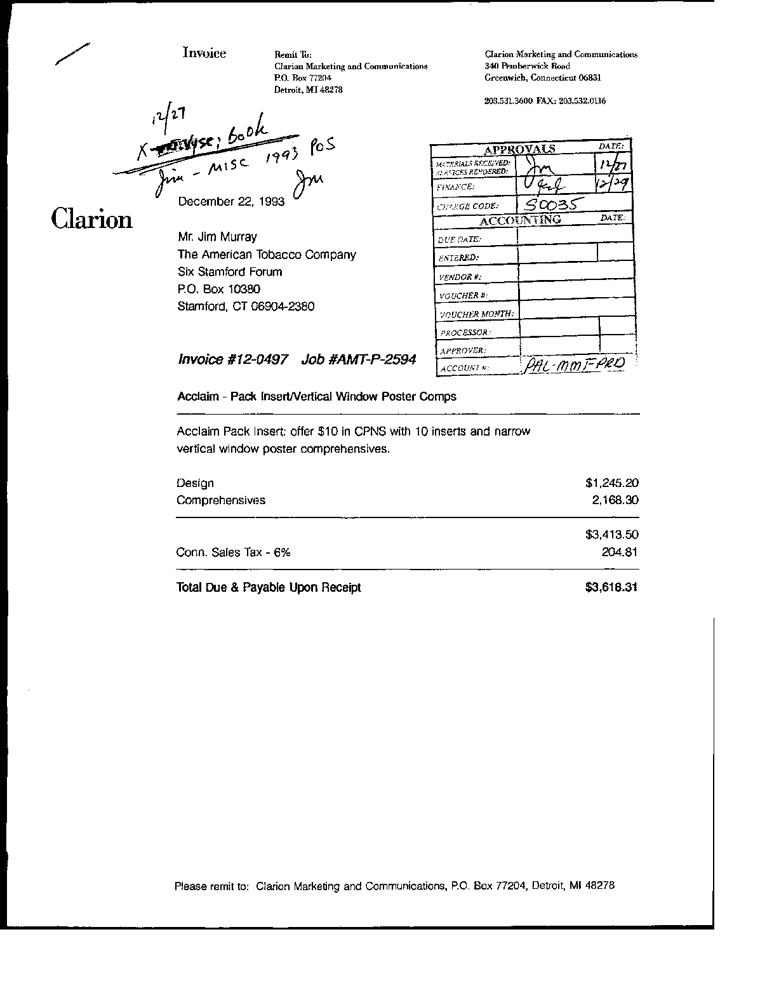 Invoice
Remit To:
Clarion Marketing and Communications
P.O. Box 77204
Detroit, MI 48278
Clarion Marketing and Communications
340 Pemberwick Road
Greenwich, Connecticut 06831
203.531.3600 FAX: 203.532.0116
12/27
book
Jim - MISC 1993 POS
Jm
Clarion
December 22, 1993
Mr. Jim Murray
The American Tobacco Company
Six Stamford Forum
P.O. Box 10380
Stamford, CT 06904-2380
APPROVALS DATE:
MATERIALS RECEIVED:
SERVICES RENDERED: Jm 12/27
FINANCE: 12/29
CHARGE CODE: S0035
ACCOUNTING DATE:
DUE DATE:
ENTERED:
VENDOR #:
VOUCHER #:
VOUCHER MONTH:
PROCESSOR:
APPROVER:
ACCOUNT #: PAL-MMF-PRD
Invoice #12-0497 Job #AMT-P-2594
Acclaim - Pack Insert/Vertical Window Poster Comps
Acclaim Pack Insert: offer $10 in CPNS with 10 inserts and narrow
vertical window poster comprehensives.
Design $1,245.20
Comprehensives 2,168.30
$3,413.50
Conn. Sales Tax - 6% 204.81
Total Due & Payable Upon Receipt $3,618.31
Please remit to: Clarion Marketing and Communications, P.O. Box 77204, Detroit, MI 48278